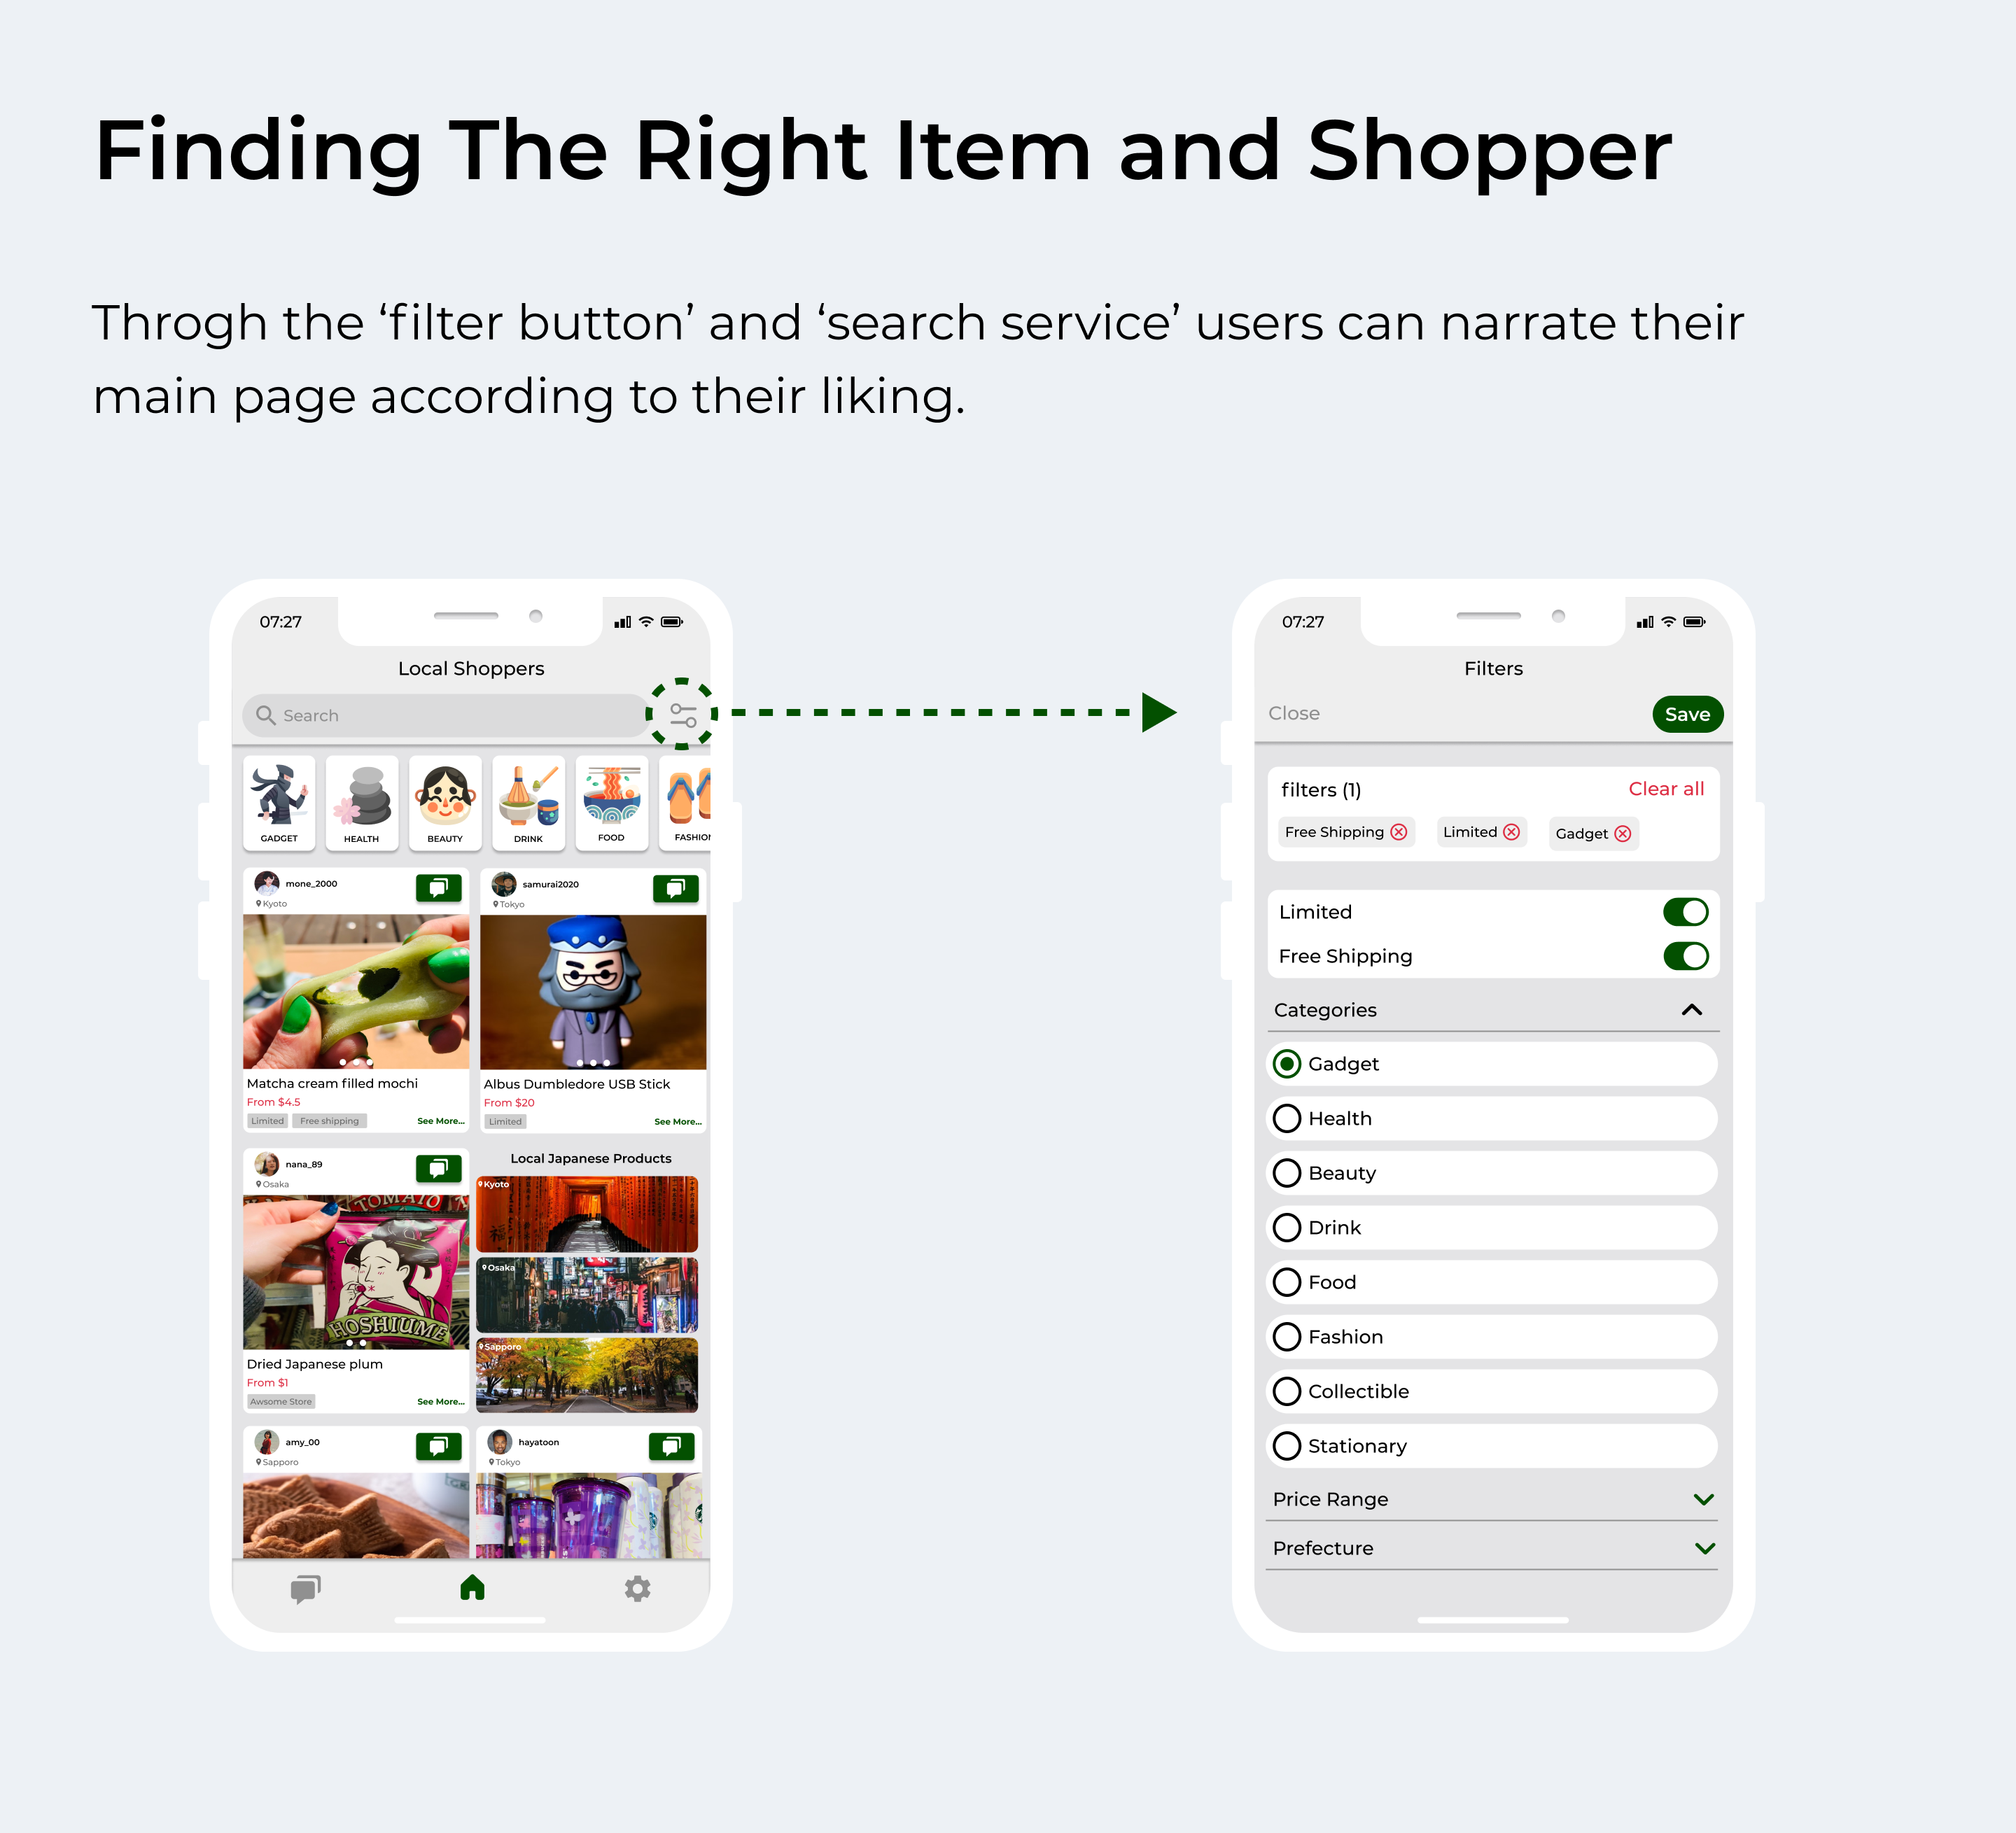 Finding The Right Item and Shopper
Throgh the ‘filter button’ and ‘search service’ users can narrate their
main page according to their liking.
07:27
Local Shoppers
Search
GADGET
HEALTH
BEAUTY
DRINK
FOOD
FASHION
mone_2000
Kyoto
Matcha cream filled mochi
From $4.5
Limited
Free shipping
See More...
samurai2020
Tokyo
Albus Dumbledore USB Stick
From $20
Limited
See More...
nana_89
Osaka
TOMATO
HOSHIUME
Dried Japanese plum
From $1
Awsome Store
See More...
Local Japanese Products
Kyoto
Osaka
Sapporo
amy_00
Sapporo
hayatoon
Tokyo
07:27
Filters
Close
Save
filters (1)
Clear all
Free Shipping
Limited
Gadget
Limited
Free Shipping
Categories
Gadget
Health
Beauty
Drink
Food
Fashion
Collectible
Stationary
Price Range
Prefecture